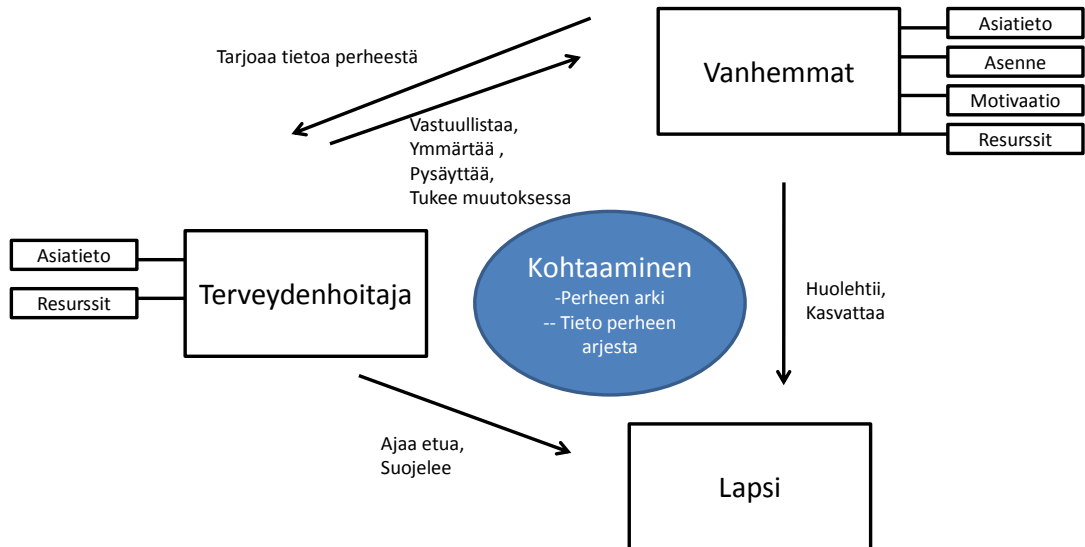 Asiatieto
Tarjoaa tietoa perheestä
Vanhemmat
Asenne
Motivaatio
Resurssit
Vastuullistaa,
Ymmärtää ,
Pysäyttää,
Tukee muutoksessa
Asiatieto
Resurssit
Terveydenhoitaja
Kohtaaminen
-Perheen arki
-- Tieto perheen
arjesta
Huolehtii,
Kasvattaa
Ajaa etua,
Suojelee
Lapsi